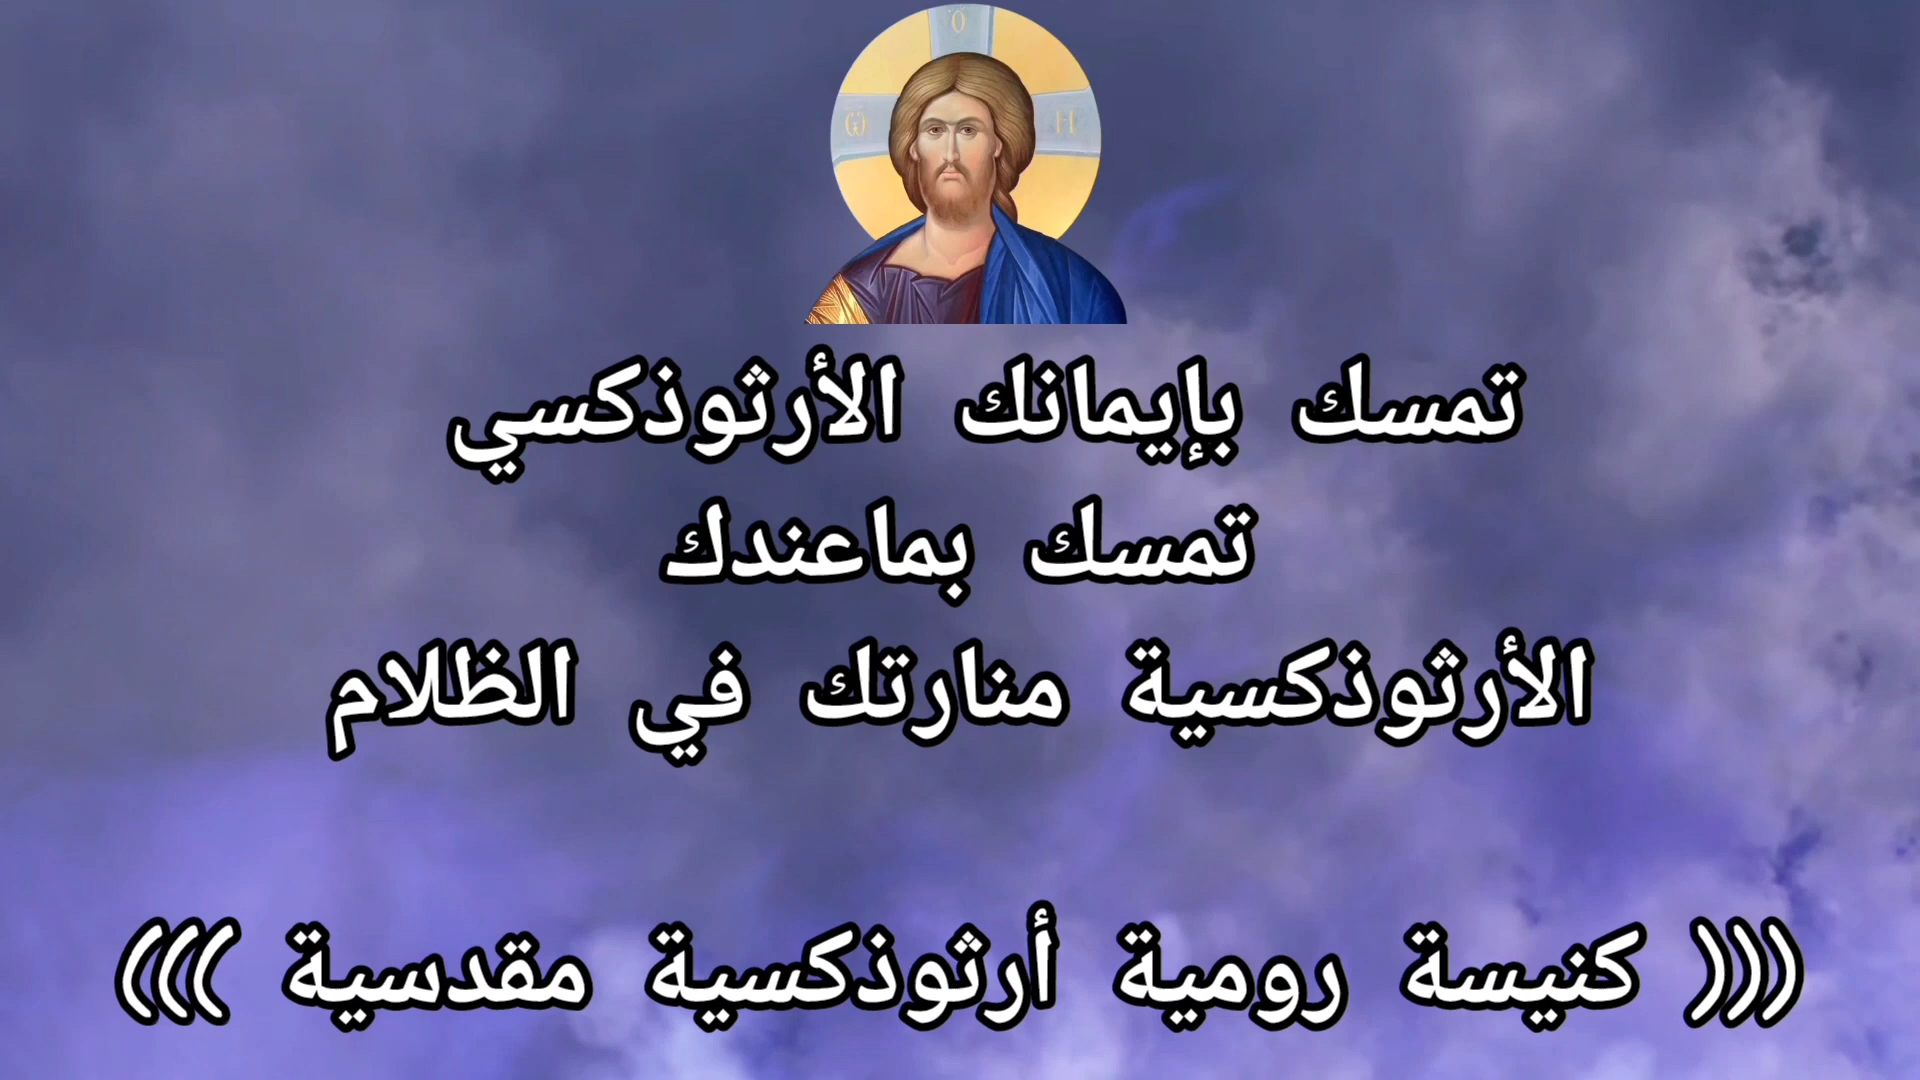 ὁ
ὤ Η
تمسك بإيمانك الأرثوذكسي
تمسك بماعندك
الأرثوذكسية منارتك في الظلام
((( كنيسة رومية أرثوذكسية مقدسية )))